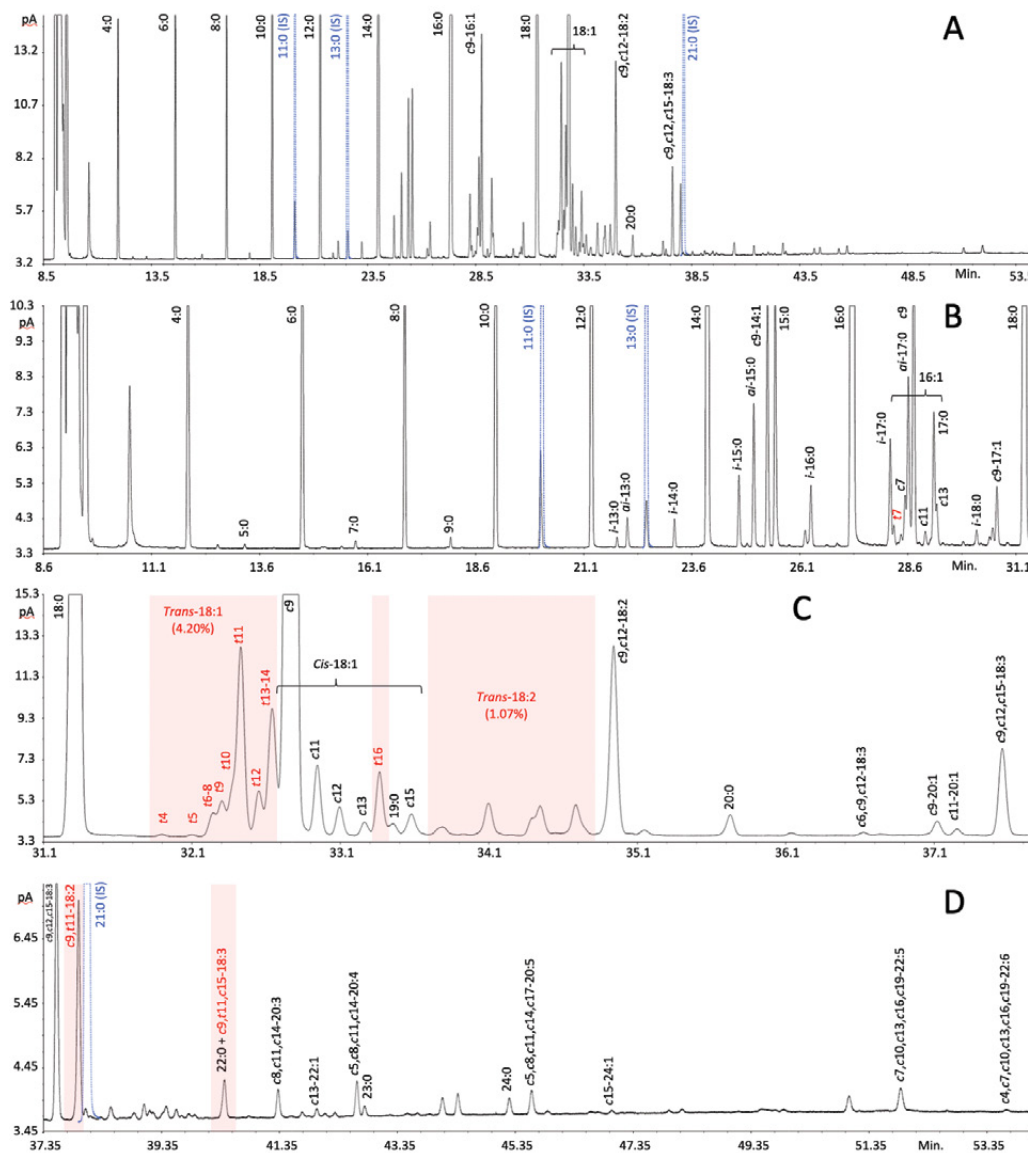 pA
13.2
10.7
8.2
5.7
3.2
4:0
6:0
8:0
10:0
11:0 (IS)
12:0
13:0 (IS)
14:0
16:0
c9-16:1
18:0
18:1
c9,c12-18:2
20:0
c9,c12,c15-18:3
21:0 (IS)
A
8.5
13.5
18.5
23.5
28.5
33.5
38.5
Min.
43.5
48.5
53.5
10.3
pA
9.3
8.3
7.3
6.3
5.3
4.3
3.3
4:0
5:0
6:0
7:0
8:0
9:0
10:0
11:0 (IS)
12:0
i-13:0
ai-13:0
13:0 (IS)
i-14:0
14:0
i-15:0
ai-15:0
c9-14:1
15:0
i-16:0
16:0
i-17:0
t7
c7
ai-17:0
c9
16:1
c11
17:0
c13
i-18:0
c9-17:1
18:0
B
8.6
11.1
13.6
16.1
18.6
21.1
23.6
26.1
28.6
Min.
31.1
15.3
pA
13.3
11.3
9.3
7.3
5.3
3.3
18:0
Trans-18:1
(4.20%)
t4
t5
t6-8
t9
t10
t11
t12
t13-14
c9
Cis-18:1
c11
c12
c13
t16
19:0
c15
Trans-18:2
(1.07%)
c9,c12-18:2
20:0
c6,c9,c12-18:3
c9-20:1
c11-20:1
c9,c12,c15-18:3
C
31.1
32.1
33.1
34.1
35.1
36.1
37.1
pA
6.45
5.45
4.45
3.45
c9,c12,c15-18:3
c9,t11-18:2
21:0 (IS)
22:0 + c9,t11,c15-18:3
c8,c11,c14-20:3
c13-22:1
c5,c8,c11,c14-20:4
23:0
24:0
c5,c8,c11,c14,c17-20:5
c15-24:1
c7,c10,c13,c16,c19-22:5
c4,c7,c10,c13,c16,c19-22:6
D
37.35
39.35
41.35
43.35
45.35
47.35
49.35
51.35
Min.
53.35